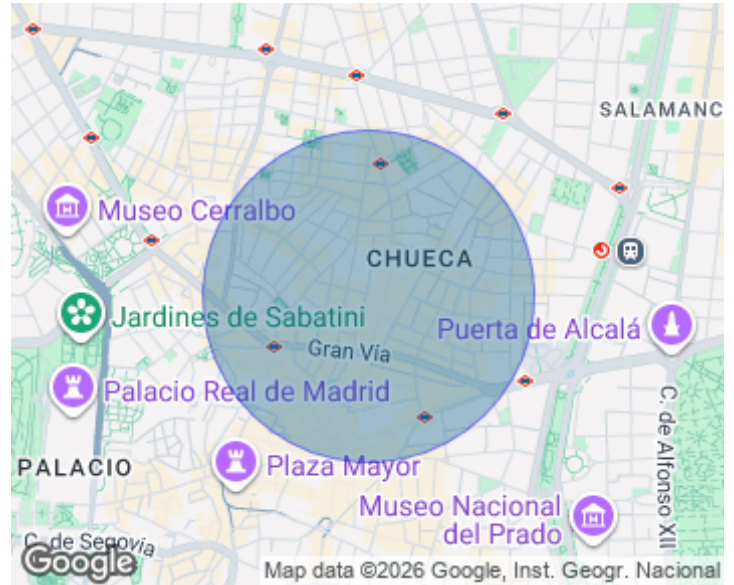 SALAMANC
Museo Cerralbo
CHUECA
Jardines de Sabatini
Puerta de Alcalá
Gran Vía
Palacio Real de Madrid
C. de Alfonso XII
PALACIO
Plaza Mayor
Museo Nacional
del Prado
C. de Segovia
Google
Map data ©2026 Google, Inst. Geogr. Nacional